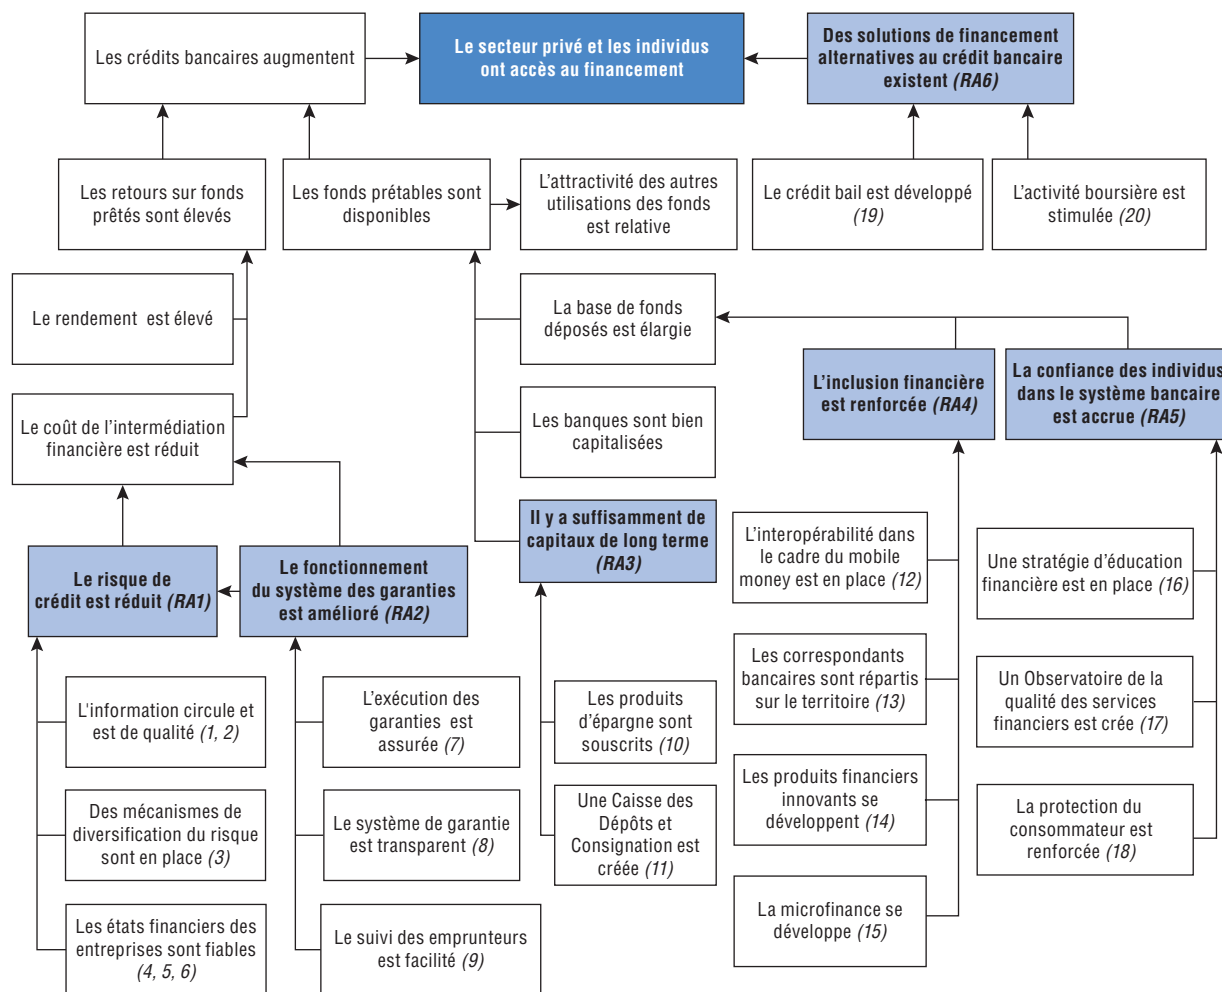 Les crédits bancaires augmentent
Le secteur privé et les individus
ont accès au financement
Des solutions de financement
alternatives au crédit bancaire
existent (RA6)
Les retours sur fonds
prêtés sont élevés
Les fonds prétables sont
disponibles
L’attractivité des autres
utilisations des fonds
est relative
Le crédit bail est développé
(19)
L’activité boursière est
stimulée (20)
Le rendement est élevé
La base de fonds
déposés est élargie
L’inclusion financière
est renforcée (RA4)
La confiance des individus
dans le système bancaire
est accrue (RA5)
Le coût de l’intermédiation
financière est réduit
Les banques sont bien
capitalisées
Le risque de
crédit est réduit (RA1)
Le fonctionnement
du système des garanties
est amélioré (RA2)
Il y a suffisamment de
capitaux de long terme
(RA3)
L’interopérabilité dans
le cadre du mobile
money est en place (12)
Une stratégie d’éducation
financière est en place (16)
L'information circule et
est de qualité (1, 2)
L’exécution des
garanties est
assurée (7)
Les produits
d’épargne sont
souscrits (10)
Les correspondants
bancaires sont répartis
sur le territoire (13)
Un Observatoire de la
qualité des services
financiers est crée (17)
Des mécanismes de
diversification du risque
sont en place (3)
Le système de garantie
est transparent (8)
Une Caisse des
Dépôts et
Consignation est
créée (11)
Les produits financiers
innovants se
développent (14)
La protection du
consommateur est
renforcée (18)
Les états financiers des
entreprises sont fiables
(4, 5, 6)
Le suivi des emprunteurs
est facilité (9)
La microfinance se
développe (15)